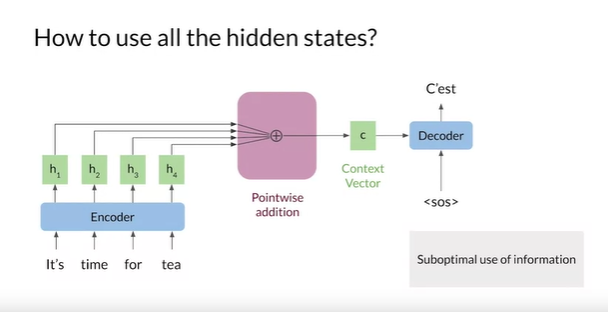 How to use all the hidden states?
C'est
h₁ h₂ h₃ h₄
c
Decoder
Context
Vector
Pointwise
addition
<sos>
Encoder
It's time for tea
Suboptimal use of information